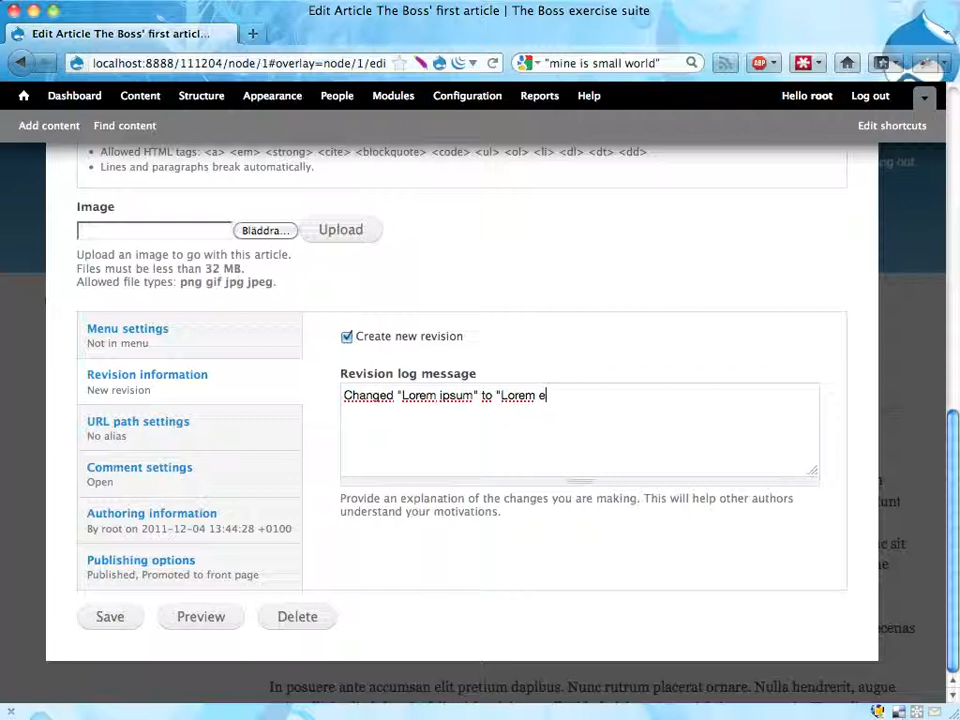 Edit Article The Boss' first article | The Boss exercise suite
Edit Article The Boss' first articl...
localhost:8888/111204/node/1#overlay=node/1/edi
"mine is small world"
ABP
Dashboard Content Structure Appearance People Modules Configuration Reports Help Hello root Log out
Add content Find content Edit shortcuts
Allowed HTML tags: <a> <em> <strong> <cite> <blockquote> <code> <ul> <ol> <li> <dl> <dt> <dd>
Lines and paragraphs break automatically.
Image
Bläddra... Upload
Upload an image to go with this article.
Files must be less than 32 MB.
Allowed file types: png gif jpg jpeg.
Menu settings
Not in menu
Revision information
New revision
URL path settings
No alias
Comment settings
Open
Authoring information
By root on 2011-12-04 13:44:28 +0100
Publishing options
Published, Promoted to front page
Create new revision
Revision log message
Changed "Lorem ipsum" to "Lorem e
Provide an explanation of the changes you are making. This will help other authors
understand your motivations.
Save Preview Delete
In posuere ante accumsan elit pretium dapibus. Nunc rutrum placerat ornare. Nulla hendrerit, augue